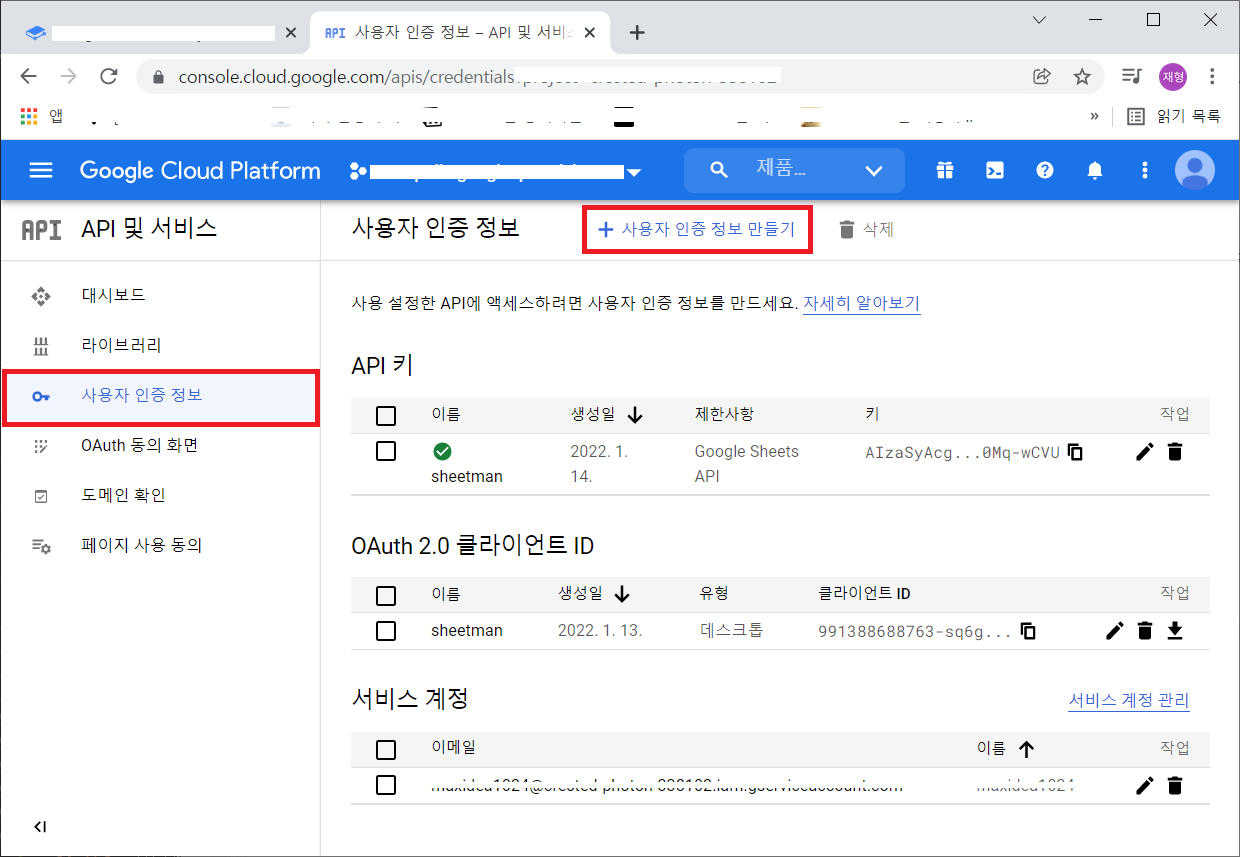 API 사용자 인증 정보 – API 및 서비
console.cloud.google.com/apis/credentials
재형
앱
»
읽기 목록
Google Cloud Platform
제품...
API API 및 서비스
사용자 인증 정보
+ 사용자 인증 정보 만들기
삭제
대시보드
라이브러리
사용자 인증 정보
OAuth 동의 화면
도메인 확인
페이지 사용 동의
사용 설정한 API에 액세스하려면 사용자 인증 정보를 만드세요. 자세히 알아보기
API 키
이름 생성일 제한사항 키 작업
sheetman 2022. 1. 14. Google Sheets API AIzaSyAcg...0Mq-wCVU
OAuth 2.0 클라이언트 ID
이름 생성일 유형 클라이언트 ID 작업
sheetman 2022. 1. 13. 데스크톱 991388688763-sq6g...
서비스 계정
서비스 계정 관리
이메일 이름 작업